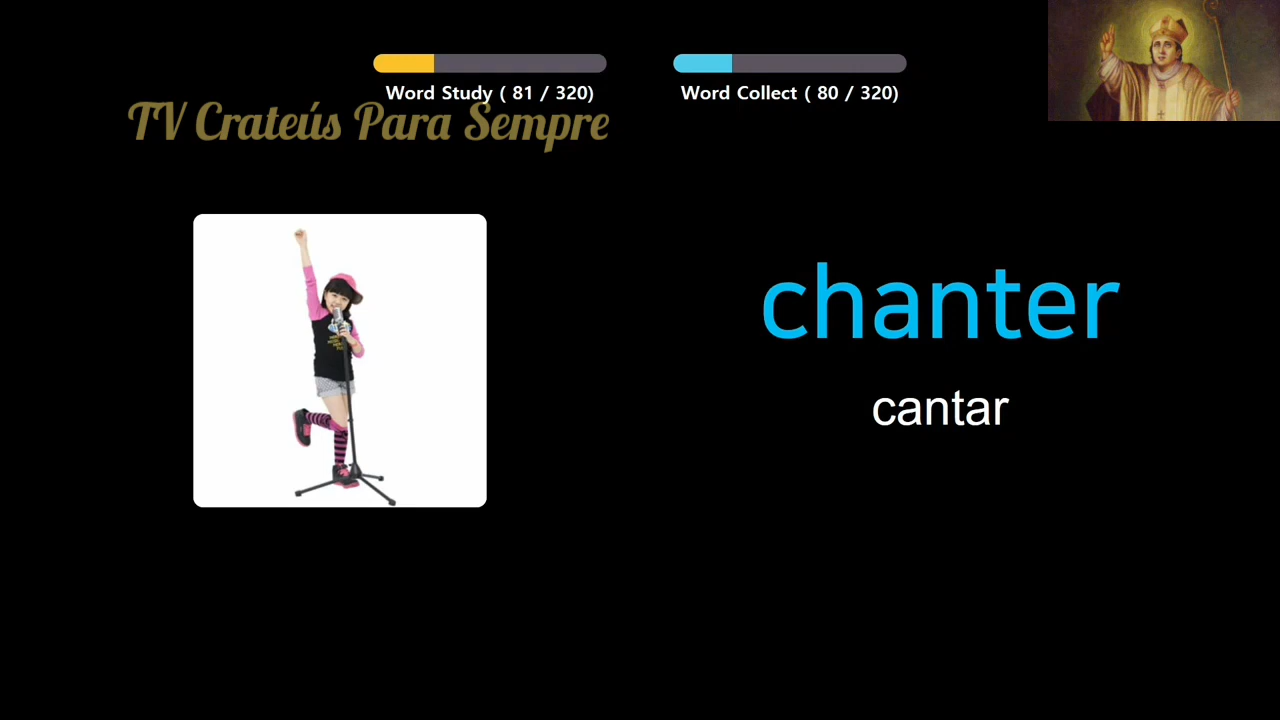 Word Study ( 81 / 320)
Word Collect ( 80 / 320)
TV Crateús Para Sempre
chanter
cantar